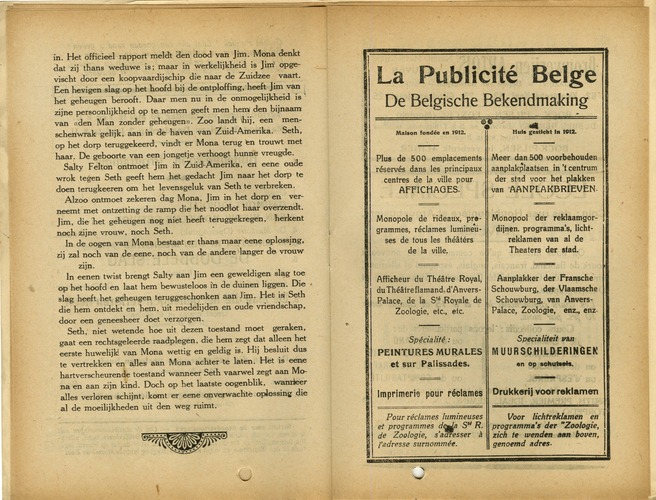 in. Het officieel rapport meldt den dood van Jim. Mona denkt
dat zij thans weduwe is; maar in werkelijkheid is Jim opge-
vischt door een koopvaardijschip die naar de Zuidzee vaart.
Een hevigen slag op het hoofd bij de ontploffing, heeft Jim van
het geheugen berooft. Daar men nu in de onmogelijkheid is
zijne persoonlijkheid op te nemen geeft men hem den bijnaam
van «den Man zonder geheugen». Zoo landt hij, een men-
schenwrak gelijk, aan in de haven van Zuid-Amerika. Seth,
op het dorp teruggekeerd, vindt er Mona terug en trouwt met
haar. De geboorte van een jongetje verhoogt hunne vreugde.
Salty Felton ontmoet Jim in Zuid-Amerika, en eene oude
wrok tegen Seth geeft hem het gedacht Jim naar het dorp te
doen terugkeeren om het levensgeluk van Seth te verbreken.
Alzoo ontmoet zekeren dag Mona, Jim in het dorp en ver-
neemt met ontzetting de ramp die het noodlot haar overzendt.
Jim, die het geheugen nog niet heeft teruggekregen, herkent
noch zijne vrouw, noch Seth.
In de oogen van Mona bestaat er thans maar eene oplossing,
zij zal noch van de eene, noch van de andere langer de vrouw
zijn.
In eenen twist brengt Salty aan Jim een geweldigen slag toe
op het hoofd en laat hem bewusteloos in de duinen liggen. Die
slag heeft het geheugen teruggeschonken aan Jim. Het is Seth
die hem ontdekt en hem, uit medelijden en oude vriendschap,
door een geneesheer doet verzorgen.
Seth, niet wetende hoe uit dezen toestand moet geraken,
gaat een rechtsgeleerde raadplegen, die hem zegt dat alleen het
eerste huwelijk van Mona wettig en geldig is. Hij besluit dus
te vertrekken en alles aan Mona achter te laten. Het is eene
hartverscheurende toestand wanneer Seth vaarwel zegt aan Mo-
na en aan zijn kind. Doch op het laatste oogenblik, wanneer
alles verloren schijnt, komt er eene onverwachte oplossing die
al de moeilijkheden uit den weg ruimt.
La Publicité Belge
De Belgische Bekendmaking
Maison fondée en 1912.
Plus de 500 emplacements
réservés dans les principaux
centres de la ville pour
AFFICHAGES.
Monopole de rideaux, pro-
grammes, réclames lumineu-
ses de tous les théâtres
de la ville.
Afficheur du Théâtre Royal,
du Théâtre flamand, d'Anvers-
Palace, de la Sté Royale de
Zoologie, etc., etc.
Spécialité:
PEINTURES MURALES
et sur Palissades.
Imprimerie pour réclames
Pour réclames lumineuses
et programmes de la Sté R.
de Zoologie, s'adresser à
l'adresse surnommée.
Huis gesticht in 1912.
Meer dan 500 voorbehouden
aanplakplaatsen in 't centrum
der stad voor het plakken
van AANPLAKBRIEVEN.
Monopool der reklaamgor-
dijnen, programma's, licht-
reklamen van al de
Theaters der stad.
Aanplakker der Fransche
Schouwburg, der Vlaamsche
Schouwburg, van Anvers-
Palace, Zoologie, enz., enz.
Specialiteit van
MUURSCHILDERINGEN
en op schutsels.
Drukkerij voor reklamen
Voor lichtreklamen en
programma's der "Zoologie,
zich te wenden aan boven,
genoemd adres.